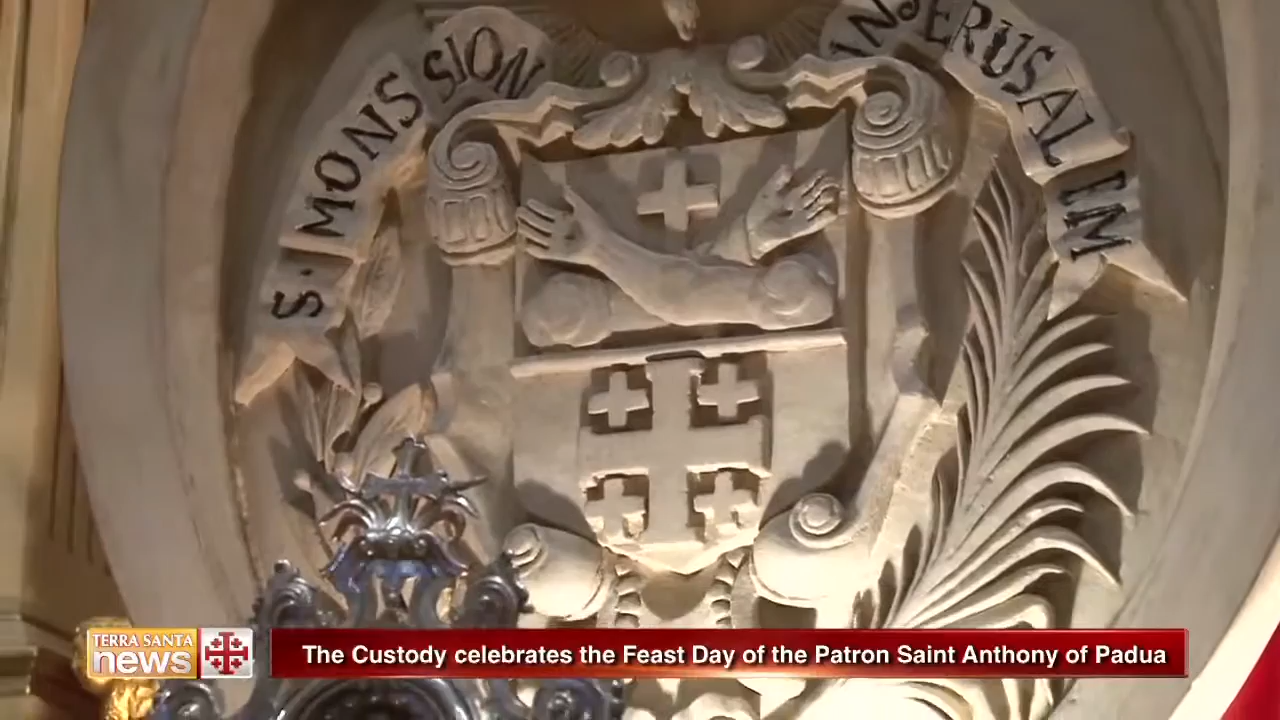 S. MONS SION
IN JERUSALIM
TERRA SANTA
news
The Custody celebrates the Feast Day of the Patron Saint Anthony of Padua